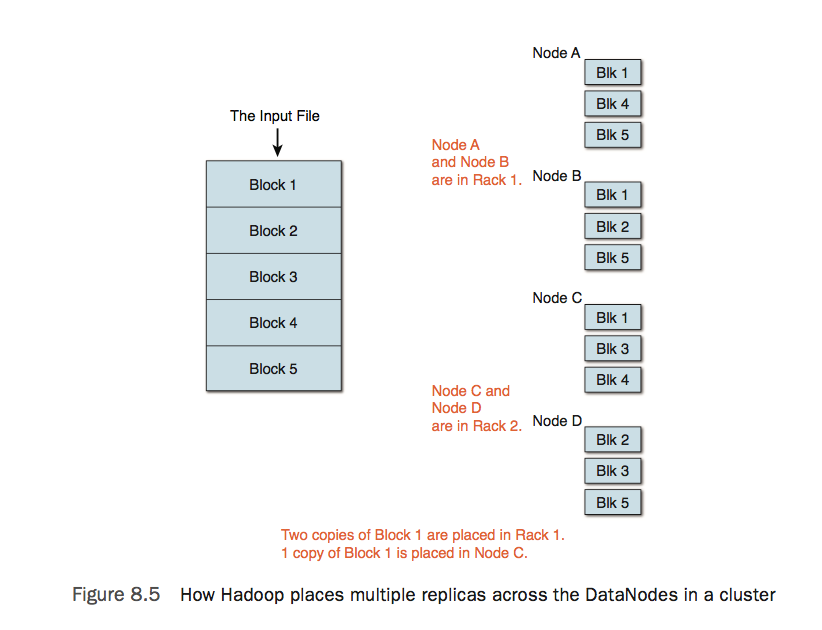 The Input File
Block 1
Block 2
Block 3
Block 4
Block 5
Node A
and Node B
are in Rack 1.
Node C and
Node D
are in Rack 2.
Node A
Blk 1
Blk 4
Blk 5
Node B
Blk 1
Blk 2
Blk 5
Node C
Blk 1
Blk 3
Blk 4
Node D
Blk 2
Blk 3
Blk 5
Two copies of Block 1 are placed in Rack 1.
1 copy of Block 1 is placed in Node C.
Figure 8.5 How Hadoop places multiple replicas across the DataNodes in a cluster